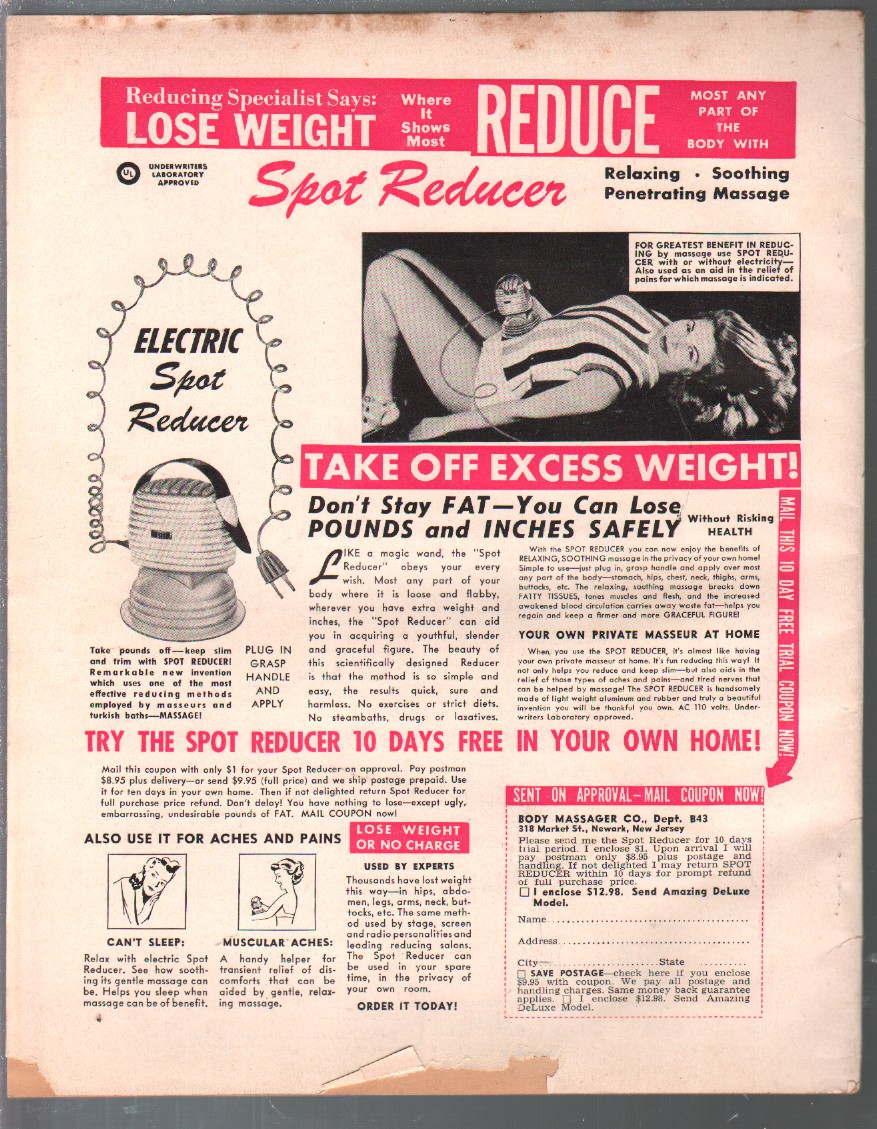 Reducing Specialist Says:
LOSE WEIGHT
Where
It
Shows
Most
REDUCE
MOST ANY
PART OF
THE
BODY WITH
UL
UNDERWRITERS
LABORATORY
APPROVED
Spot Reducer
Relaxing • Soothing
Penetrating Massage
FOR GREATEST BENEFIT IN REDUC-
ING by massage use SPOT REDU-
CER with or without electricity—
Also used as an aid in the relief of
pains for which massage is indicated.
ELECTRIC
Spot
Reducer
TAKE OFF EXCESS WEIGHT!
Don't Stay FAT—You Can Lose
POUNDS and INCHES SAFELY
Without Risking
HEALTH
LIKE a magic wand, the "Spot
Reducer" obeys your every
wish. Most any part of your
body where it is loose and flabby,
wherever you have extra weight and
inches, the "Spot Reducer" can aid
you in acquiring a youthful, slender
and graceful figure. The beauty of
this scientifically designed Reducer
is that the method is so simple and
easy, the results quick, sure and
harmless. No exercises or strict diets.
No steambaths, drugs or laxatives.
With the SPOT REDUCER you can now enjoy the benefits of
RELAXING, SOOTHING massage in the privacy of your own home!
Simple to use—just plug in, grasp handle and apply over most
any part of the body—stomach, hips, chest, neck, thighs, arms,
buttocks, etc. The relaxing, soothing massage breaks down
FATTY TISSUES, tones muscles and flesh, and the increased
awakened blood circulation carries away waste fat—helps you
regain and keep a firmer and more GRACEFUL FIGURE!
YOUR OWN PRIVATE MASSEUR AT HOME
When you use the SPOT REDUCER, it's almost like having
your own private masseur at home. It's fun reducing this way! It
not only helps you reduce and keep slim—but also aids in the
relief of those types of aches and pains—and tired nerves that
can be helped by massage! The SPOT REDUCER is handsomely
made of light weight aluminum and rubber and truly a beautiful
invention you will be thankful you own. AC 110 volts. Under-
writers Laboratory approved.
MAIL THIS 10 DAY FREE TRIAL COUPON NOW!
Take pounds off—keep slim
and trim with SPOT REDUCER!
Remarkable new invention
which uses one of the most
effective reducing methods
employed by masseurs and
turkish baths—MASSAGE!
PLUG IN
GRASP
HANDLE
AND
APPLY
TRY THE SPOT REDUCER 10 DAYS FREE IN YOUR OWN HOME!
Mail this coupon with only $1 for your Spot Reducer on approval. Pay postman
$8.95 plus delivery—or send $9.95 (full price) and we ship postage prepaid. Use
it for ten days in your own home. Then if not delighted return Spot Reducer for
full purchase price refund. Don't delay! You have nothing to lose—except ugly,
embarrassing, undesirable pounds of FAT. MAIL COUPON now!
ALSO USE IT FOR ACHES AND PAINS
CAN'T SLEEP:
Relax with electric Spot
Reducer. See how sooth-
ing its gentle massage can
be. Helps you sleep when
massage can be of benefit.
MUSCULAR ACHES:
A handy helper for
transient relief of dis-
comforts that can be
aided by gentle, relax-
ing massage.
LOSE WEIGHT
OR NO CHARGE
USED BY EXPERTS
Thousands have lost weight
this way—in hips, abdo-
men, legs, arms, neck, but-
tocks, etc. The same meth-
od used by stage, screen
and radio personalities and
leading reducing salons.
The Spot Reducer can
be used in your spare
time, in the privacy of
your own room.
ORDER IT TODAY!
SENT ON APPROVAL—MAIL COUPON NOW!
BODY MASSAGER CO., Dept. B43
318 Market St., Newark, New Jersey
Please send me the Spot Reducer for 10 days
trial period. I enclose $1. Upon arrival I will
pay postman only $8.95 plus postage and
handling. If not delighted I may return SPOT
REDUCER within 10 days for prompt refund
of full purchase price.
☐ I enclose $12.98. Send Amazing DeLuxe
Model.
Name
Address
City State
☐ SAVE POSTAGE—check here if you enclose
$9.95 with coupon. We pay all postage and
handling charges. Same money back guarantee
applies. ☐ I enclose $12.98. Send Amazing
DeLuxe Model.